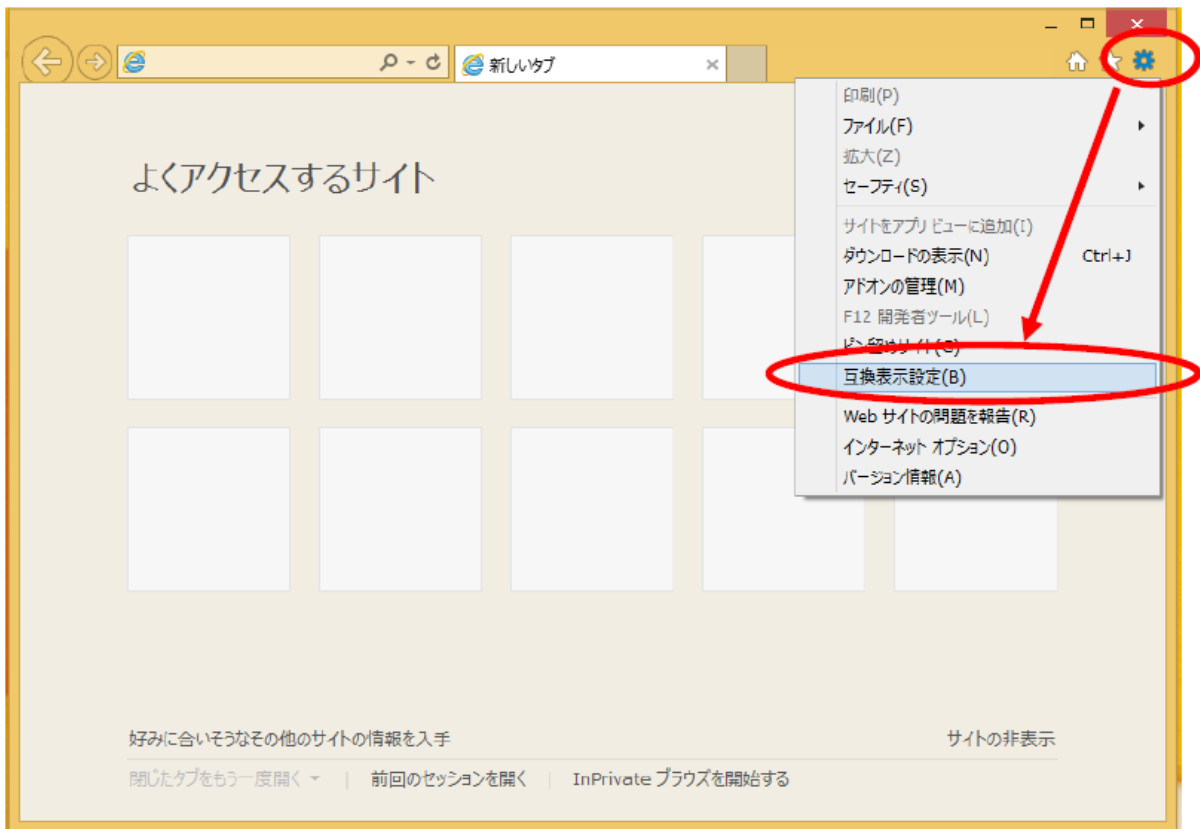 新しいタブ
印刷(P)
ファイル(F)
拡大(Z)
セーフティ(S)
サイトをアプリ ビューに追加(I)
ダウンロードの表示(N) Ctrl+J
アドオンの管理(M)
F12 開発者ツール(L)
ピン留めサイト(G)
互換表示設定(B)
Web サイトの問題を報告(R)
インターネット オプション(O)
バージョン情報(A)
よくアクセスするサイト
好みに合いそうなその他のサイトの情報を入手 サイトの非表示
閉じたタブをもう一度開く 前回のセッションを開く InPrivate ブラウズを開始する